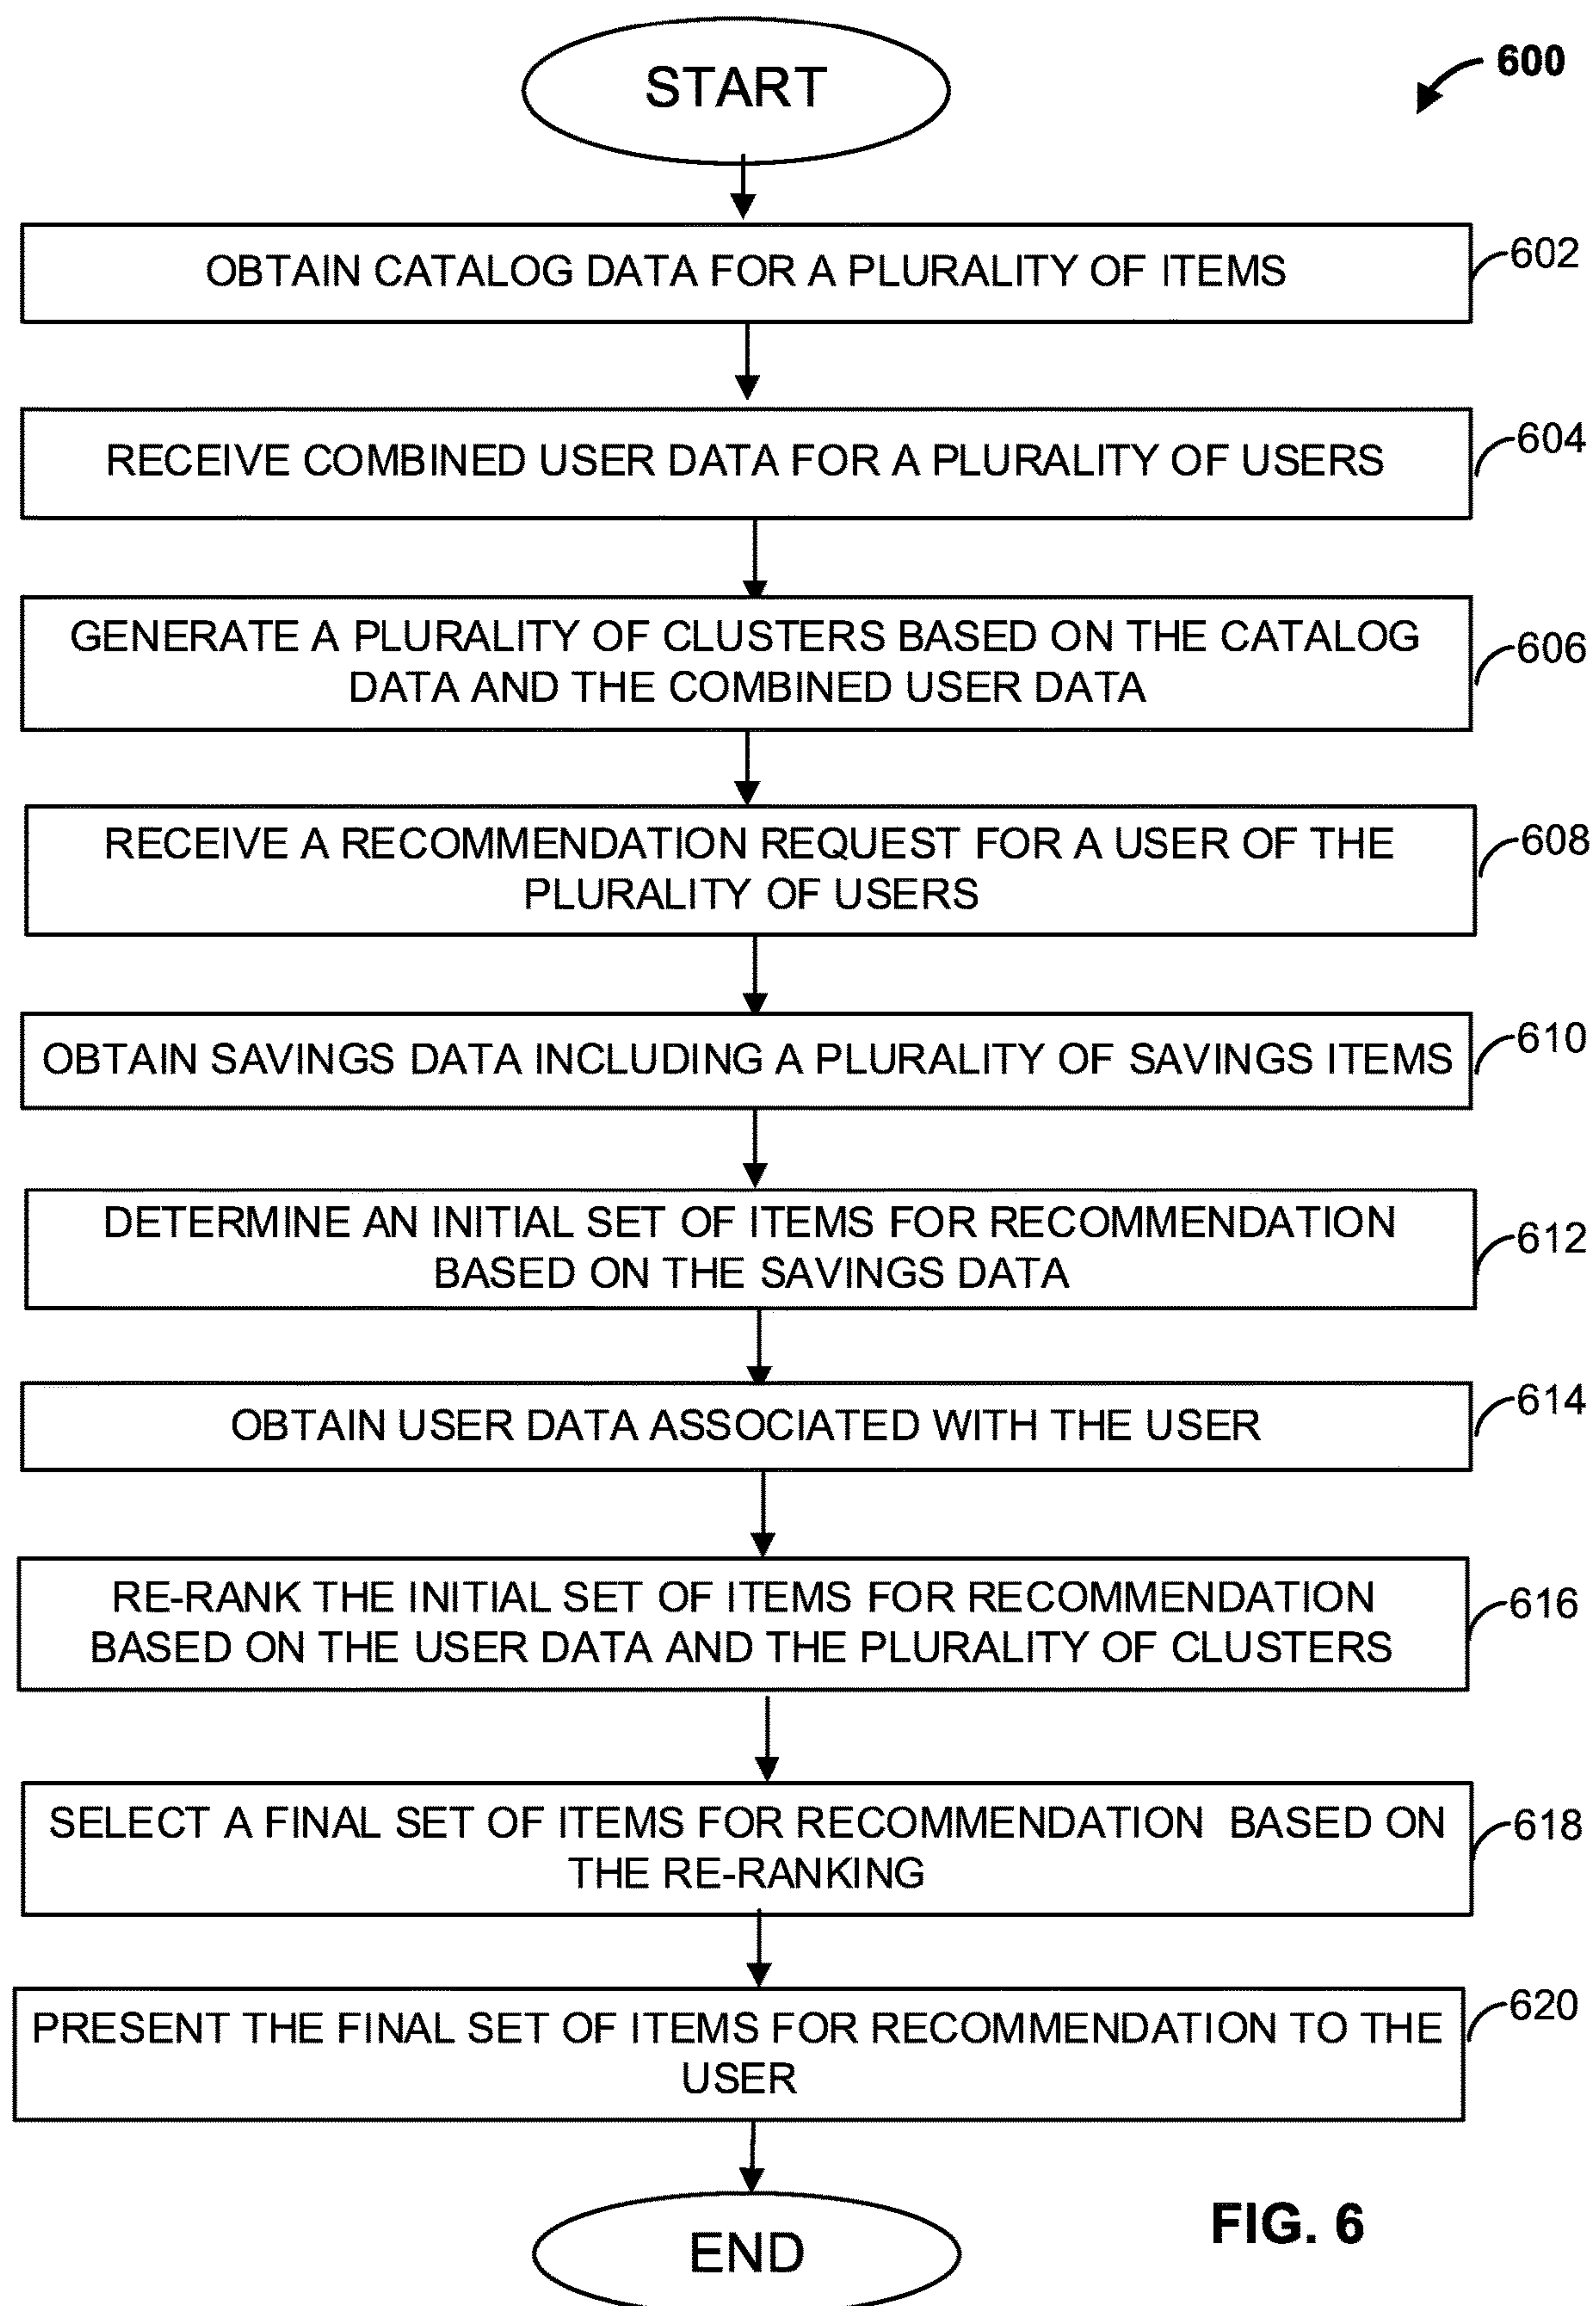 START
600
OBTAIN CATALOG DATA FOR A PLURALITY OF ITEMS
602
RECEIVE COMBINED USER DATA FOR A PLURALITY OF USERS
604
GENERATE A PLURALITY OF CLUSTERS BASED ON THE CATALOG
DATA AND THE COMBINED USER DATA
606
RECEIVE A RECOMMENDATION REQUEST FOR A USER OF THE
PLURALITY OF USERS
608
OBTAIN SAVINGS DATA INCLUDING A PLURALITY OF SAVINGS ITEMS
610
DETERMINE AN INITIAL SET OF ITEMS FOR RECOMMENDATION
BASED ON THE SAVINGS DATA
612
OBTAIN USER DATA ASSOCIATED WITH THE USER
614
RE-RANK THE INITIAL SET OF ITEMS FOR RECOMMENDATION
BASED ON THE USER DATA AND THE PLURALITY OF CLUSTERS
616
SELECT A FINAL SET OF ITEMS FOR RECOMMENDATION BASED ON
THE RE-RANKING
618
PRESENT THE FINAL SET OF ITEMS FOR RECOMMENDATION TO THE
USER
620
END
FIG. 6